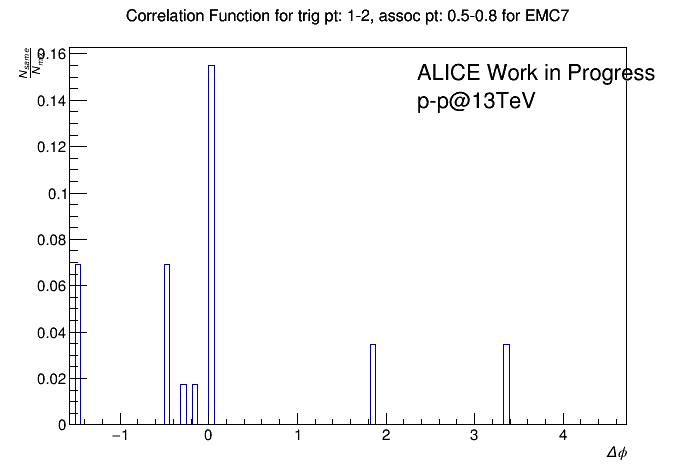 Correlation Function for trig pt: 1-2, assoc pt: 0.5-0.8 for EMC7
N_same
0.16
ALICE Work in Progress
p-p@13TeV
0.14
0.12
0.1
0.08
0.06
0.04
0.02
0
−1 0 1 2 3 4
Δϕ